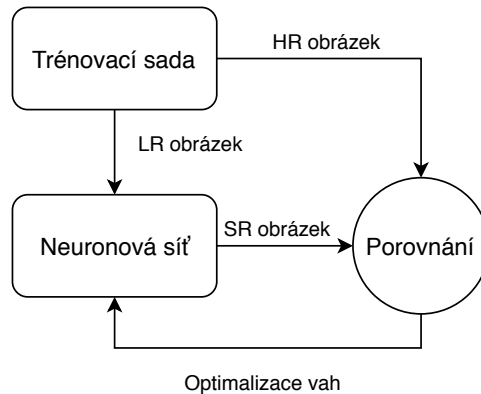 HR obrázek
Trénovací sada
LR obrázek
SR obrázek
Neuronová síť
Porovnání
Optimalizace vah